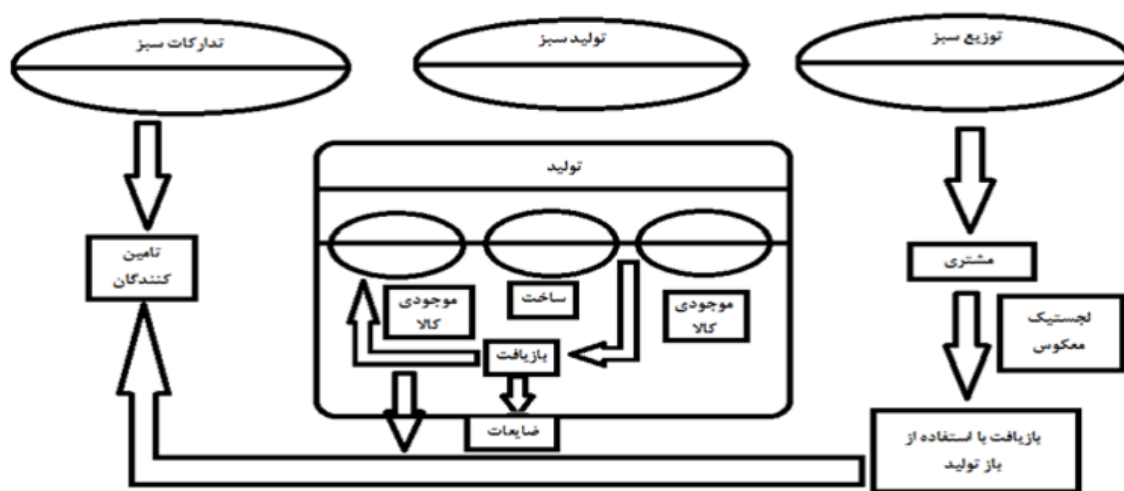 توزیع سبز
تولید سبز
تدارکات سبز
تولید
تامین
کنندگان
مشتری
موجودی
کالا
ساخت
موجودی
کالا
لجستیک
معکوس
بازیافت
ضایعات
بازیافت با استفاده از
باز تولید